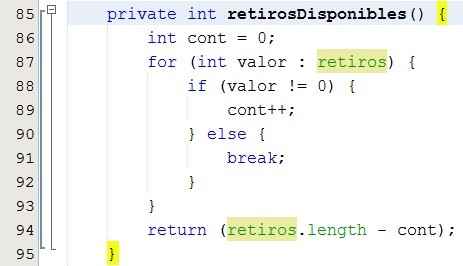 85 private int retirosDisponibles() {
86 int cont = 0;
87 for (int valor : retiros) {
88 if (valor != 0) {
89 cont++;
90 } else {
91 break;
92 }
93 }
94 return (retiros.length - cont);
95 }